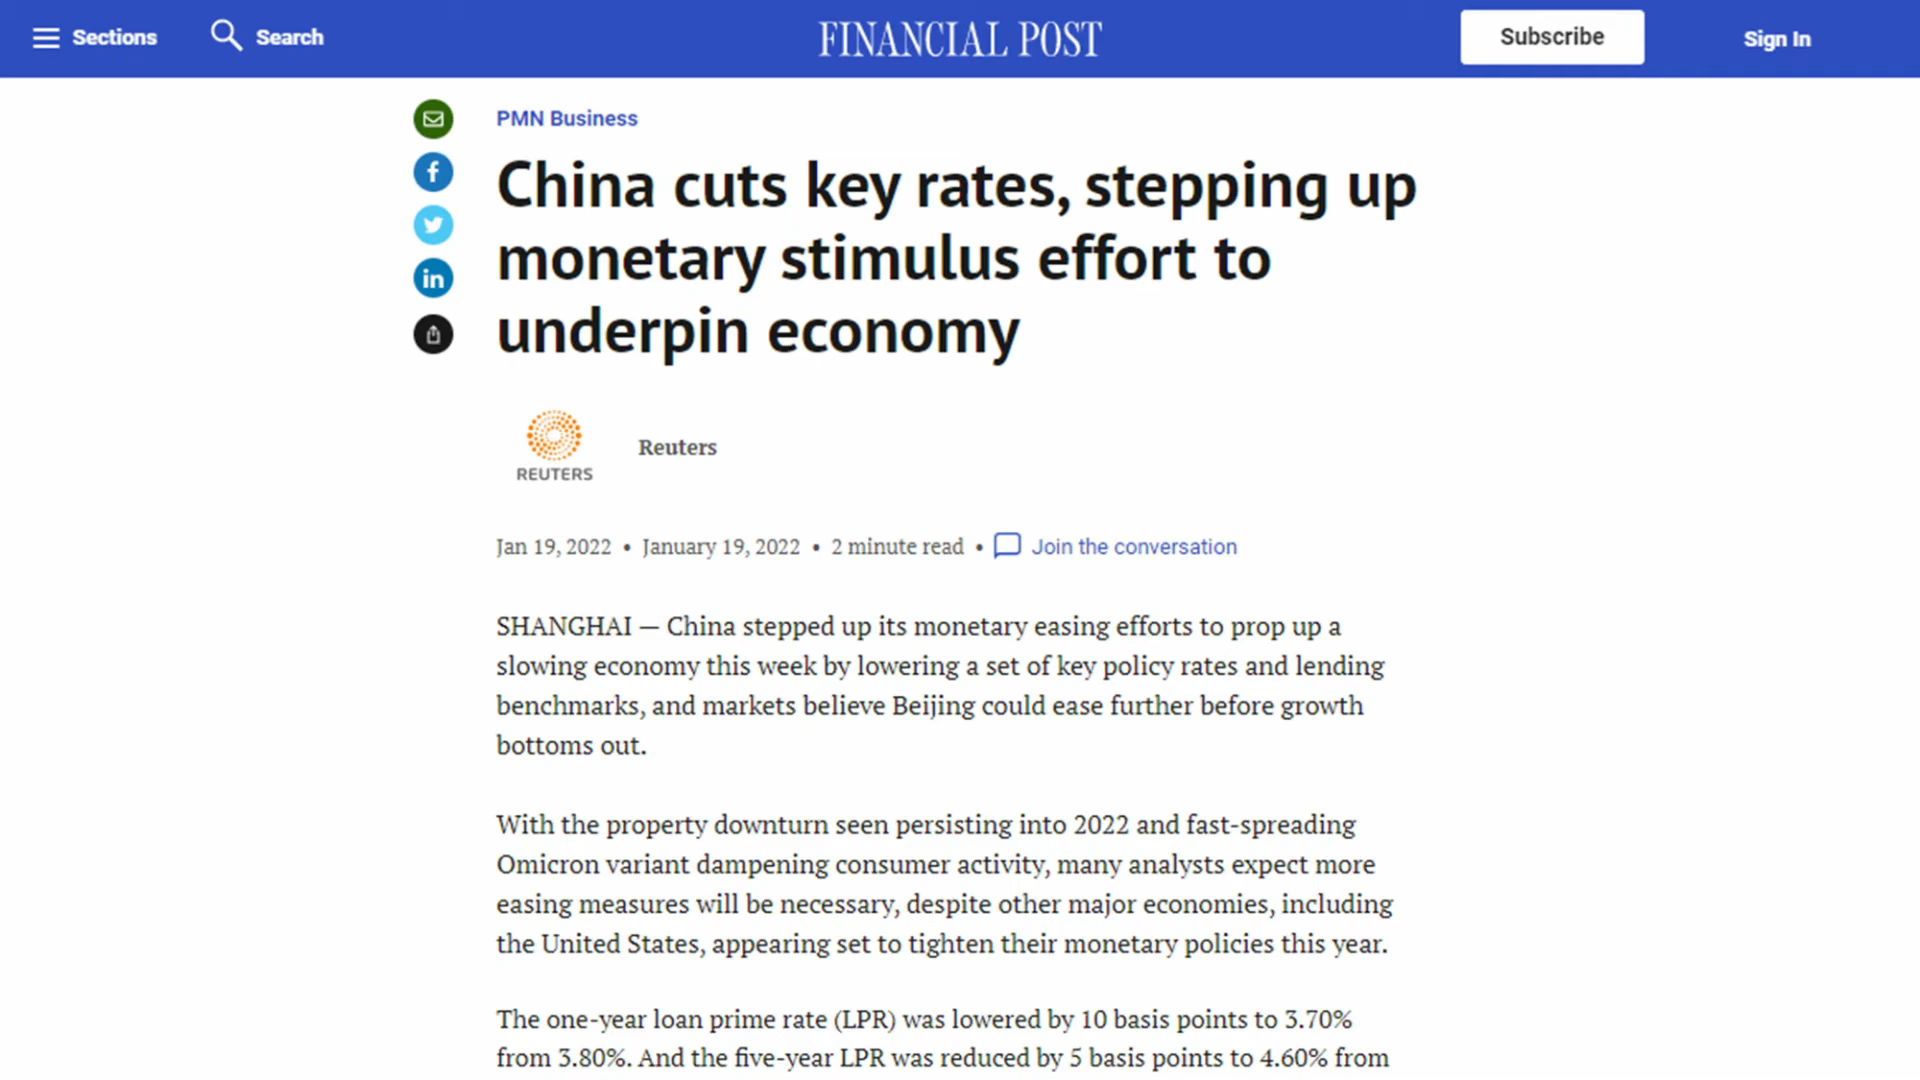 Sections
Search
FINANCIAL POST
Subscribe
Sign In
PMN Business
China cuts key rates, stepping up
monetary stimulus effort to
underpin economy
REUTERS
Reuters
Jan 19, 2022 • January 19, 2022 • 2 minute read • Join the conversation
SHANGHAI — China stepped up its monetary easing efforts to prop up a
slowing economy this week by lowering a set of key policy rates and lending
benchmarks, and markets believe Beijing could ease further before growth
bottoms out.
With the property downturn seen persisting into 2022 and fast-spreading
Omicron variant dampening consumer activity, many analysts expect more
easing measures will be necessary, despite other major economies, including
the United States, appearing set to tighten their monetary policies this year.
The one-year loan prime rate (LPR) was lowered by 10 basis points to 3.70%
from 3.80%. And the five-year LPR was reduced by 5 basis points to 4.60% from